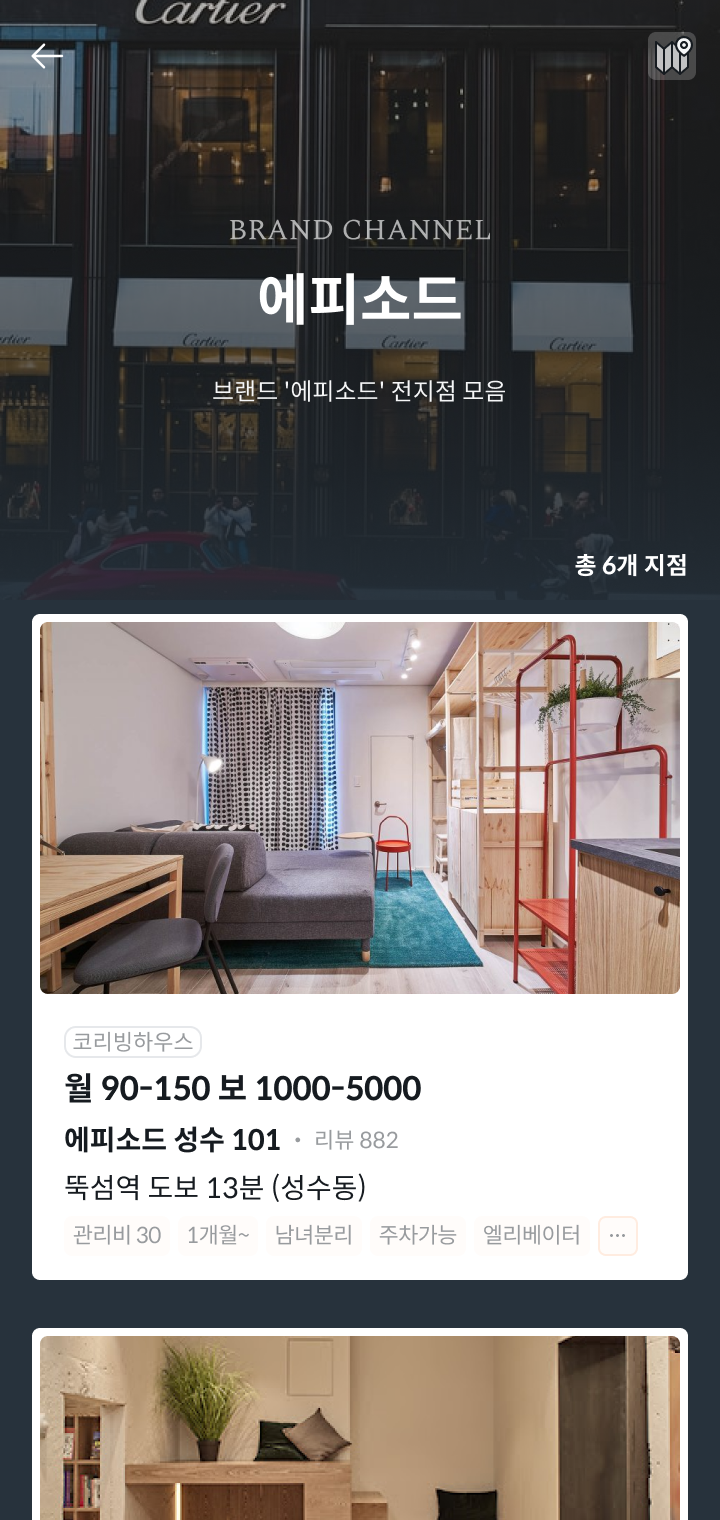 Cartier
BRAND CHANNEL
에피소드
Cartier
Cartier
Cartier
브랜드 '에피소드' 전지점 모음
총 6개 지점
코리빙하우스
월 90-150 보 1000-5000
에피소드 성수 101 • 리뷰 882
뚝섬역 도보 13분 (성수동)
관리비 30 1개월~ 남녀분리 주차가능 엘리베이터 ···